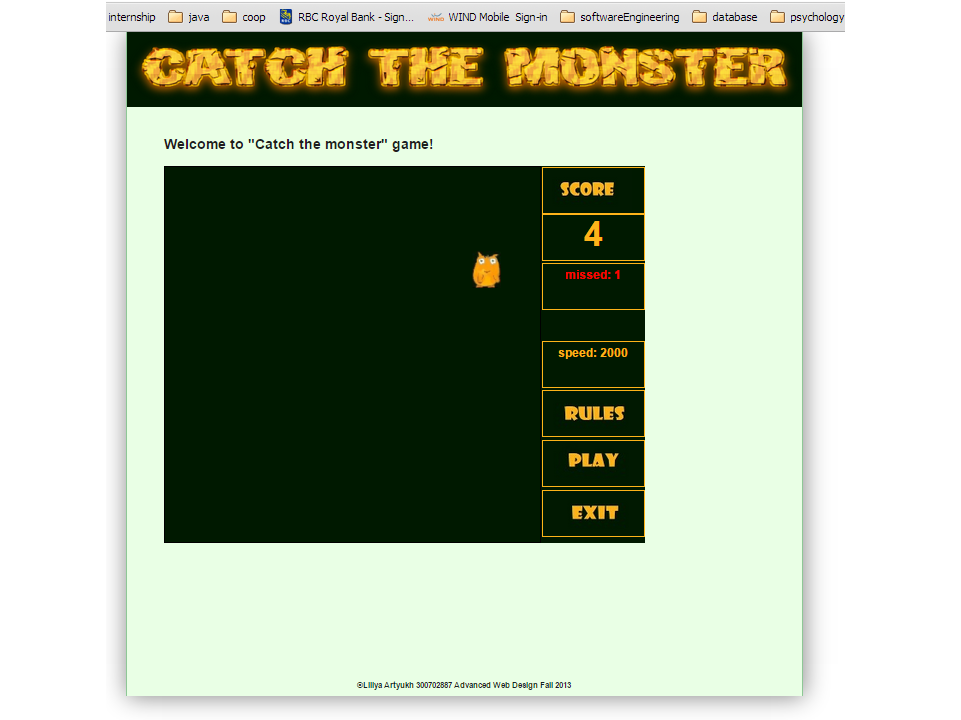 internship java coop RBC Royal Bank - Sign... WIND Mobile Sign-in softwareEngineering database psychology
CATCH THE MONSTER
Welcome to "Catch the monster" game!
SCORE
4
missed: 1
speed: 2000
RULES
PLAY
EXIT
©Liliya Artyukh 300702887 Advanced Web Design Fall 2013